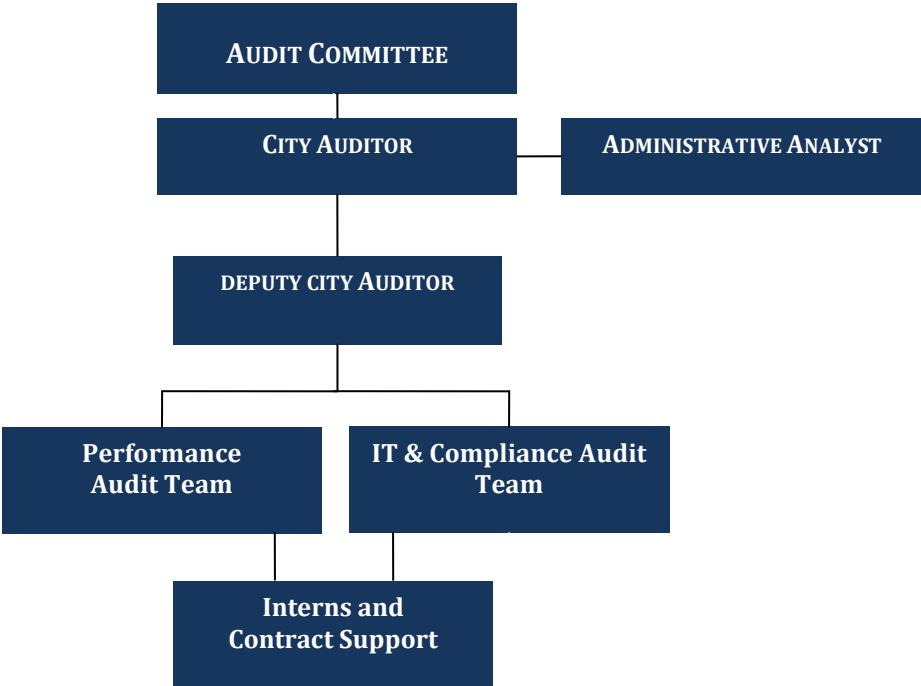 AUDIT COMMITTEE
CITY AUDITOR
ADMINISTRATIVE ANALYST
DEPUTY CITY AUDITOR
Performance
Audit Team
IT & Compliance Audit
Team
Interns and
Contract Support